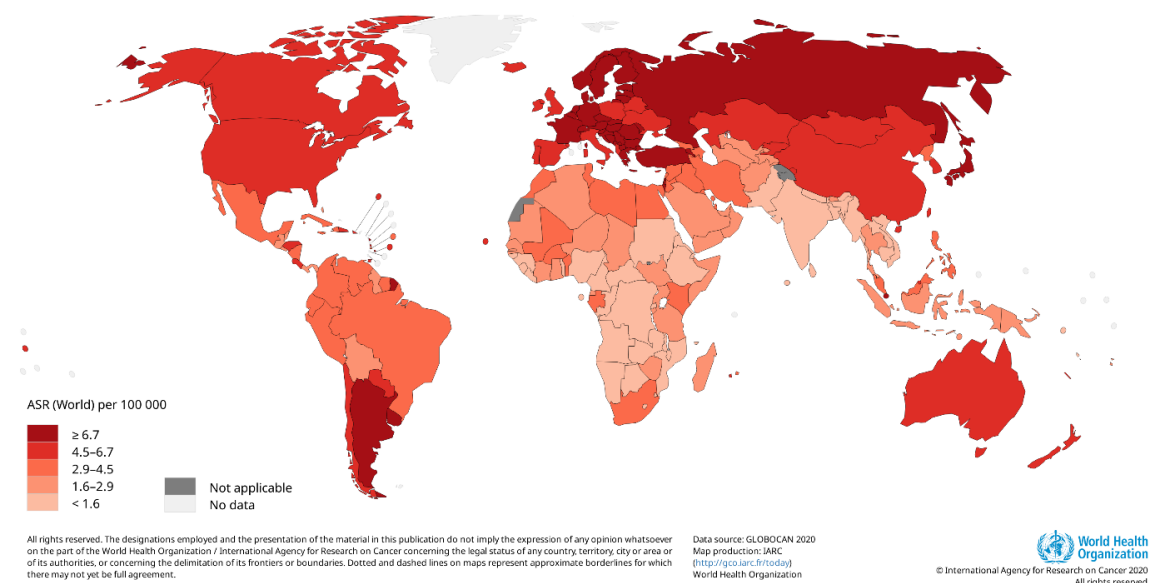 ASR (World) per 100 000
≥ 6.7
4.5–6.7
2.9–4.5
1.6–2.9
< 1.6
Not applicable
No data
All rights reserved. The designations employed and the presentation of the material in this publication do not imply the expression of any opinion whatsoever
on the part of the World Health Organization / International Agency for Research on Cancer concerning the legal status of any country, territory, city or area
or of its authorities, or concerning the delimitation of its frontiers or boundaries. Dotted and dashed lines on maps represent approximate borderlines for which
there may not yet be full agreement.
Data source: GLOBOCAN 2020
Map production: IARC
(http://gco.iarc.fr/today)
World Health Organization
World Health
Organization
© International Agency for Research on Cancer 2020
All rights reserved